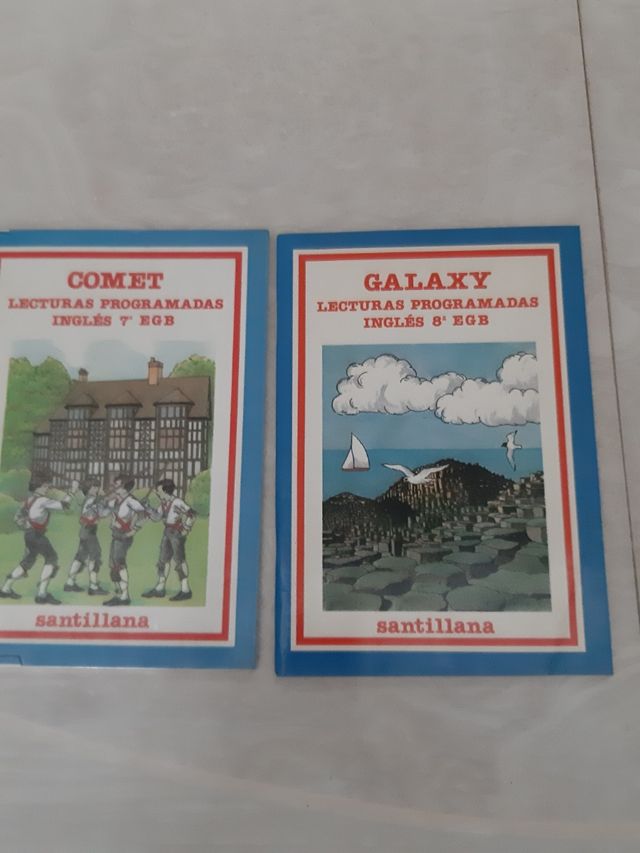 COMET
LECTURAS PROGRAMADAS
INGLÉS 7º EGB
santillana
GALAXY
LECTURAS PROGRAMADAS
INGLÉS 8º EGB
santillana